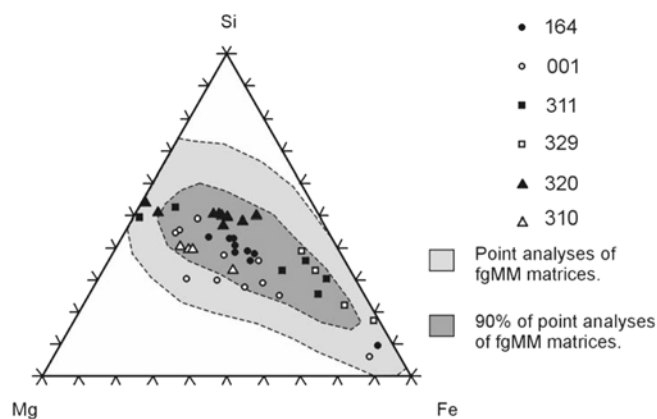 Si
164
001
311
329
320
310
Point analyses of
fgMM matrices.
90% of point analyses
of fgMM matrices.
Mg
Fe